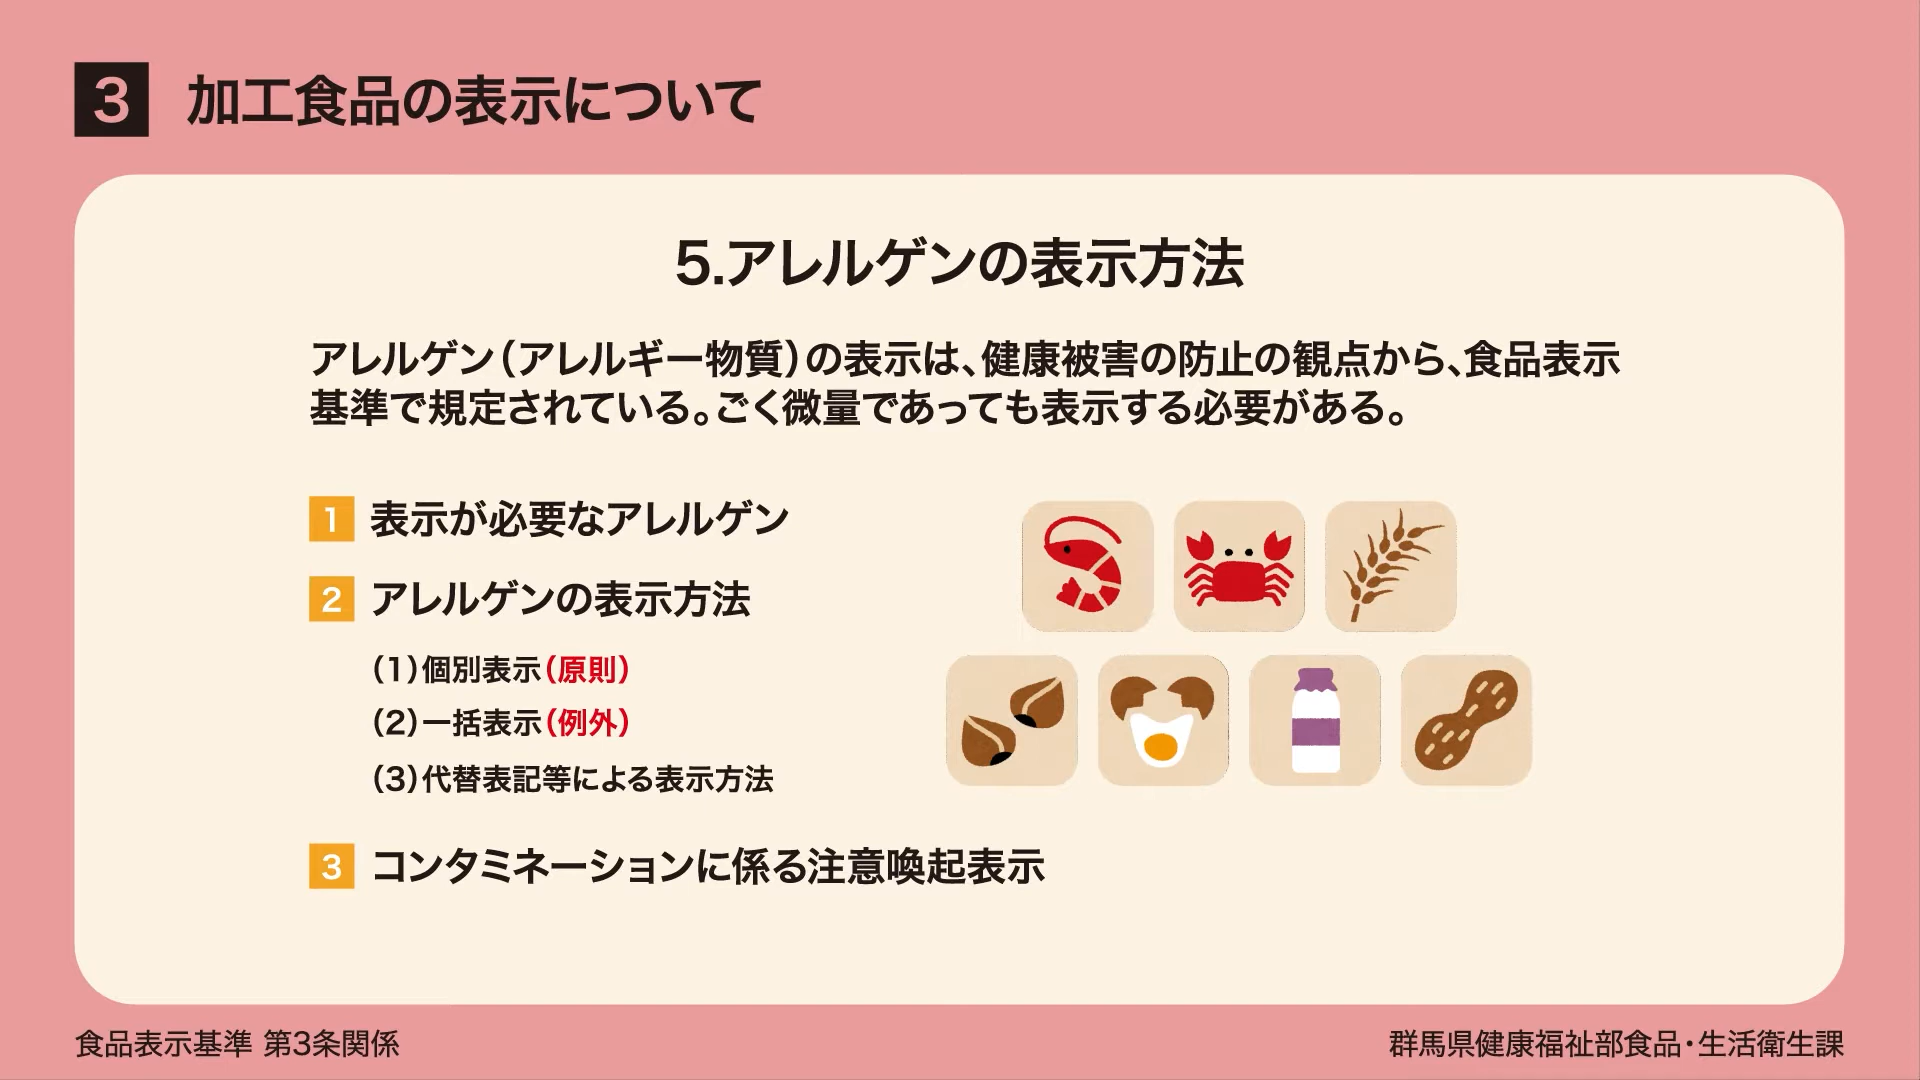 3 加工食品の表示について
5.アレルゲンの表示方法
アレルゲン(アレルギー物質)の表示は、健康被害の防止の観点から、食品表示
基準で規定されている。ごく微量であっても表示する必要がある。
1 表示が必要なアレルゲン
2 アレルゲンの表示方法
(1)個別表示(原則)
(2)一括表示(例外)
(3)代替表記等による表示方法
3 コンタミネーションに係る注意喚起表示
食品表示基準 第3条関係
群馬県健康福祉部食品・生活衛生課